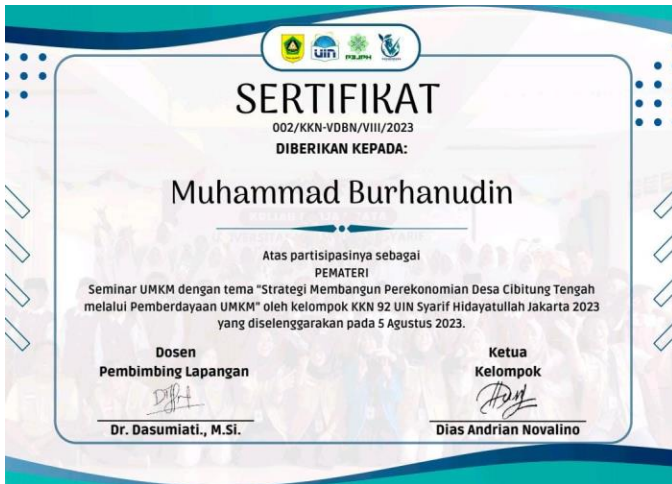 UIN
P3JPH
SERTIFIKAT
002/KKN-VDBN/VIII/2023
DIBERIKAN KEPADA:
Muhammad Burhanudin
Atas partisipasinya sebagai
PEMATERI
Seminar UMKM dengan tema "Strategi Membangun Perekonomian Desa Cibitung Tengah
melalui Pemberdayaan UMKM" oleh kelompok KKN 92 UIN Syarif Hidayatullah Jakarta 2023
yang diselenggarakan pada 5 Agustus 2023.
Dosen
Pembimbing Lapangan
Dr. Dasumiati., M.Si.
Ketua
Kelompok
Dias Andrian Novalino